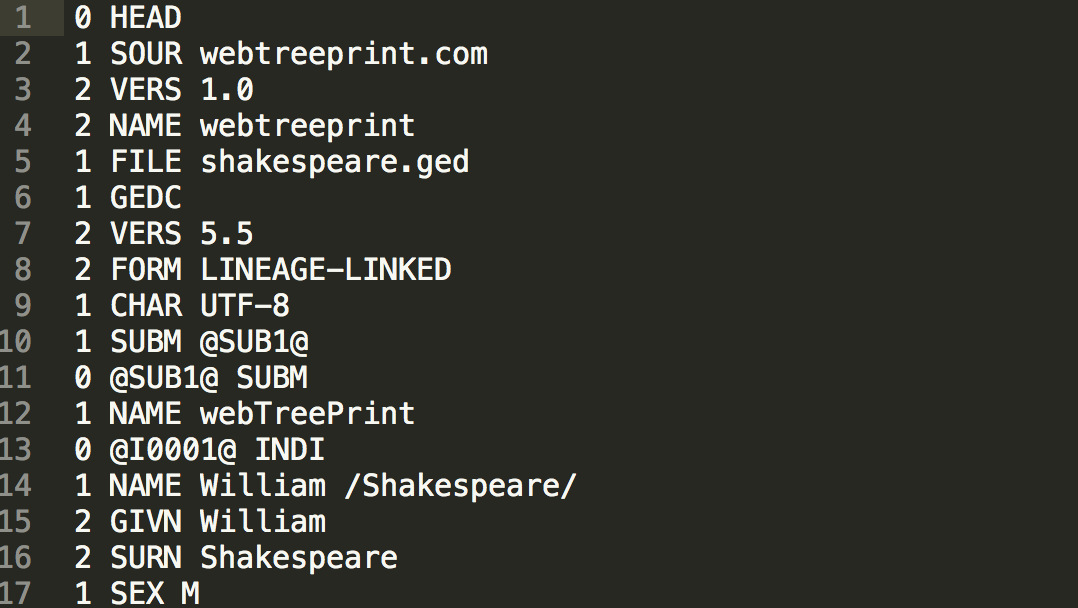 1 0 HEAD
2 1 SOUR webtreeprint.com
3 2 VERS 1.0
4 2 NAME webtreeprint
5 1 FILE shakespeare.ged
6 1 GEDC
7 2 VERS 5.5
8 2 FORM LINEAGE-LINKED
9 1 CHAR UTF-8
10 1 SUBM @SUB1@
11 0 @SUB1@ SUBM
12 1 NAME webTreePrint
13 0 @I0001@ INDI
14 1 NAME William /Shakespeare/
15 2 GIVN William
16 2 SURN Shakespeare
17 1 SEX M